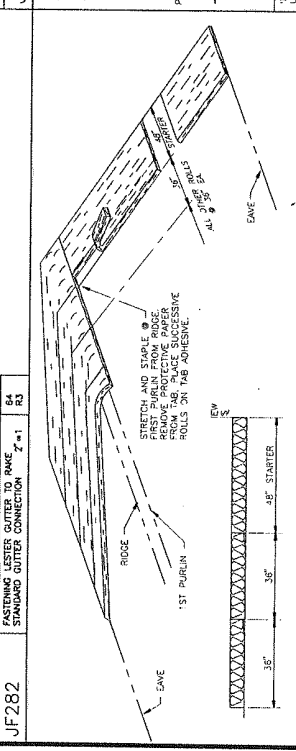 JF282
FASTENING LESTER GUTTER TO RAKE
STANDARD GUTTER CONNECTION 2"=1
64
R3
48"
STARTER
36"
ALL OTHER ROLLS
@ 36" EA
EAVE
STRETCH AND STAPLE @
FIRST PURLIN FROM RIDGE.
REMOVE PROTECTIVE PAPER
FROM TAB, PLACE SUCCESSIVE
ROLLS ON TAB ADHESIVE.
RIDGE
1ST PURLIN
EAVE
36"
36"
48" STARTER